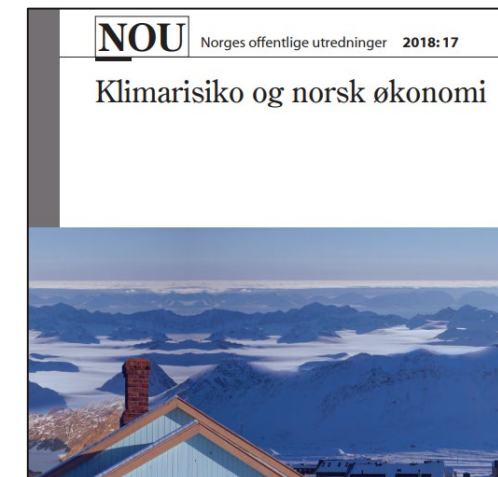 NOU Norges offentlige utredninger 2018:17
Klimarisiko og norsk økonomi